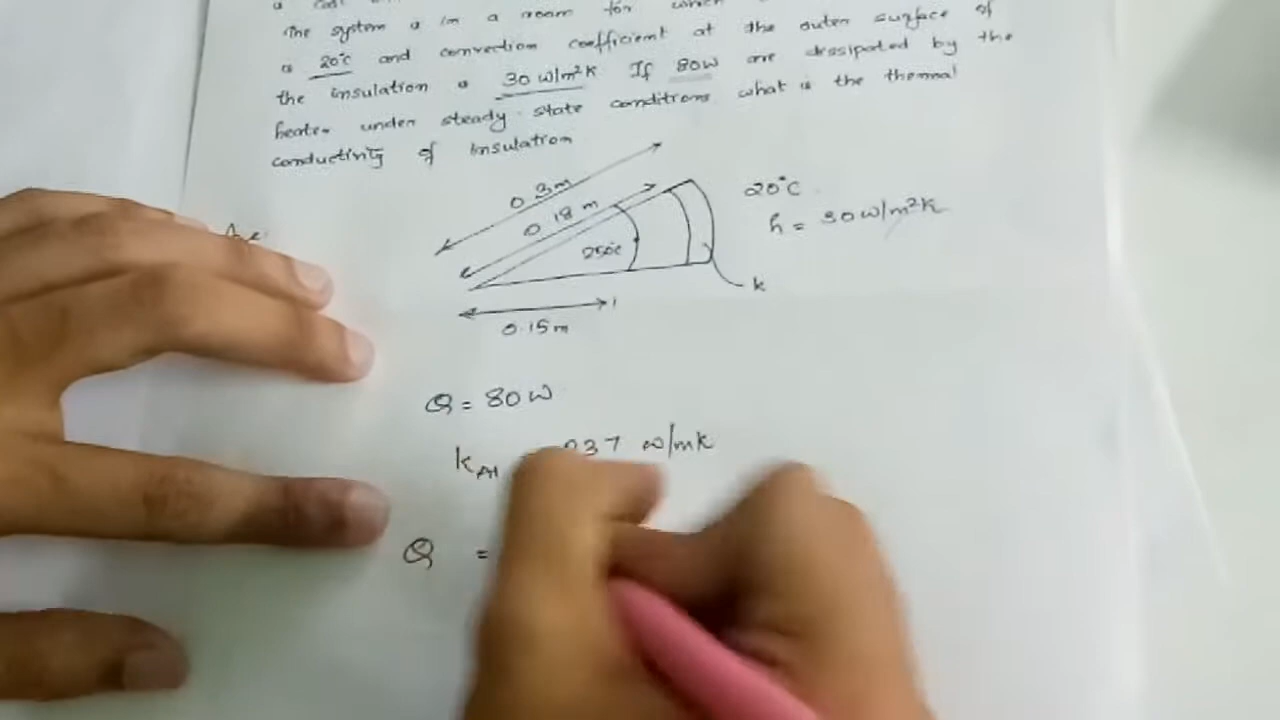 The system is in a room for which
is 20°C and convection coefficient at the outer surface of
the insulation is 30 W/m²K If 80W are dissipated by the
heater under steady state conditions what is the thermal
conductivity of insulation
0.3m
0.18 m
250°C
0.15m
20°C
h = 30 W/m²K
k
Q = 80 W
K Al 237 W/mK
Q =